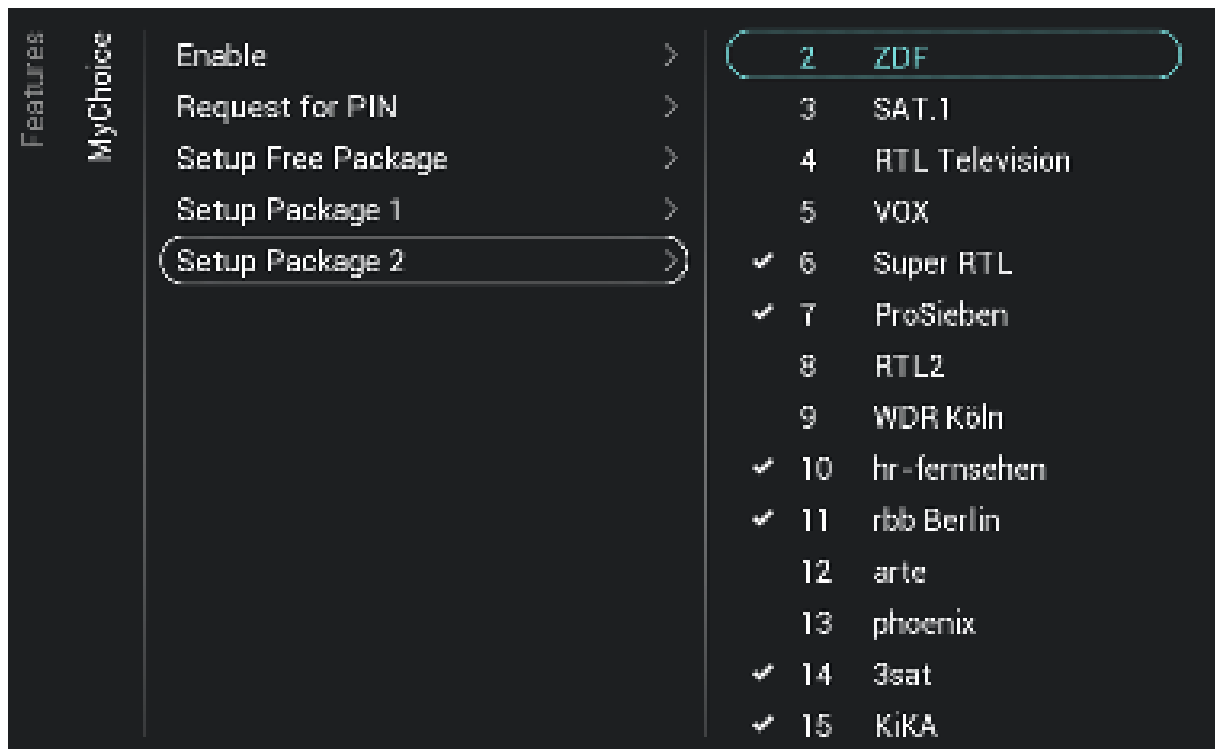 Features
MyChoice
Enable
Request for PIN
Setup Free Package
Setup Package 1
Setup Package 2
2 ZDF
3 SAT.1
4 RTL Television
5 VOX
6 Super RTL
7 ProSieben
8 RTL2
9 WDR Köln
10 hr-fernsehen
11 rbb Berlin
12 arte
13 phoenix
14 3sat
15 KiKA